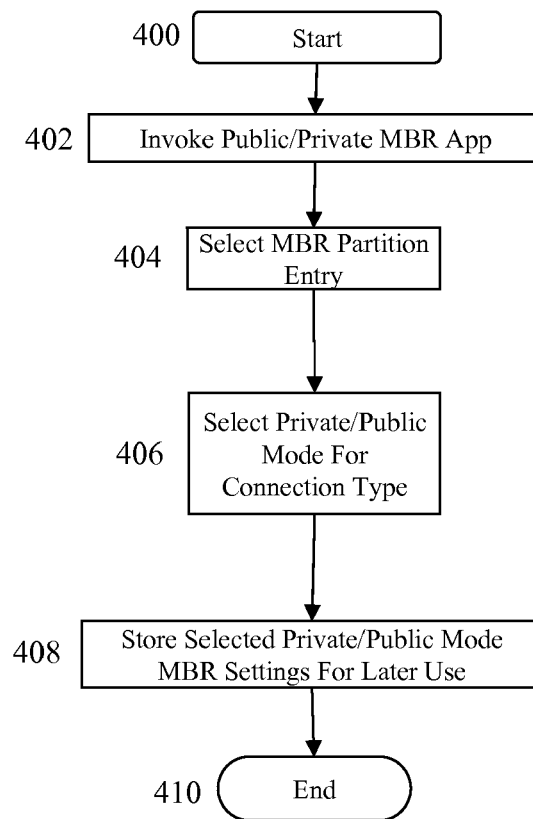 400
Start
402
Invoke Public/Private MBR App
404
Select MBR Partition
Entry
406
Select Private/Public
Mode For
Connection Type
408
Store Selected Private/Public Mode
MBR Settings For Later Use
410
End